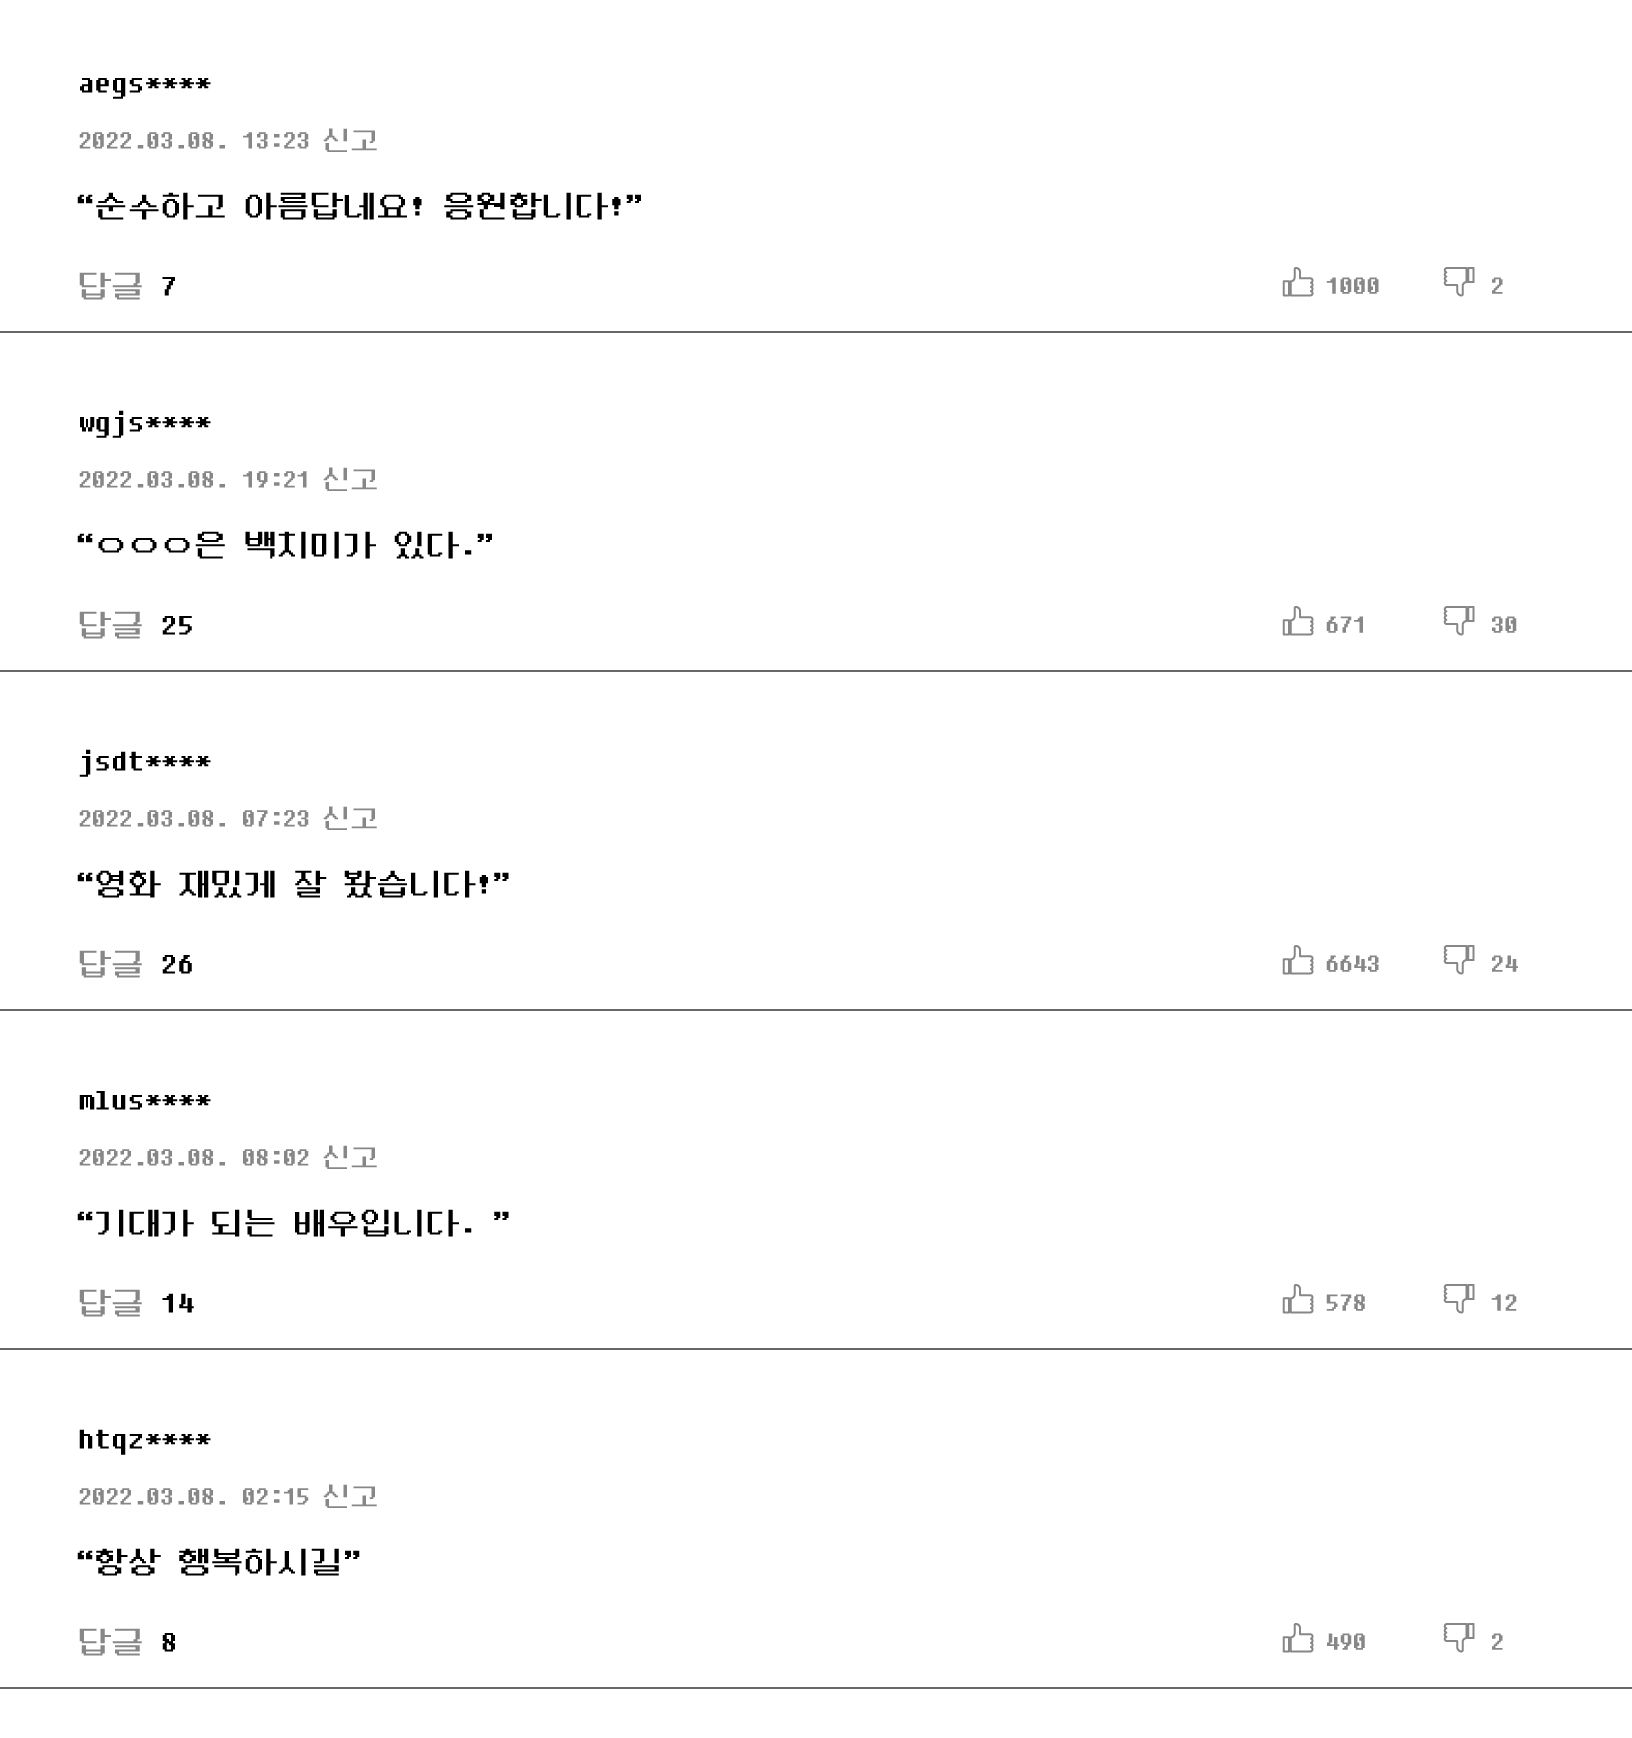 aegs****
2022.03.08. 13:23 신고
“순수하고 아름답네요! 응원합니다!”
답글 7 1000 2
wgjs****
2022.03.08. 19:21 신고
“ㅇㅇㅇ은 백치미가 있다.”
답글 25 671 30
jsdt****
2022.03.08. 07:23 신고
“영화 재밌게 잘 봤습니다!”
답글 26 6643 24
mlus****
2022.03.08. 08:02 신고
“기대가 되는 배우입니다. ”
답글 14 578 12
htqz****
2022.03.08. 02:15 신고
“항상 행복하시길”
답글 8 490 2